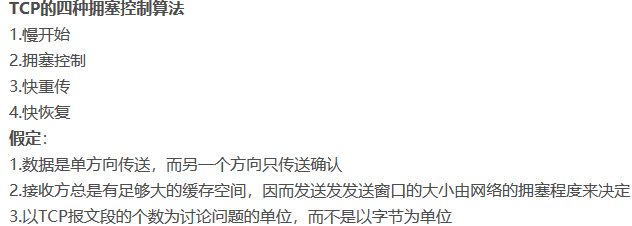 TCP的四种拥塞控制算法
1.慢开始
2.拥塞控制
3.快重传
4.快恢复
假定:
1.数据是单方向传送，而另一个方向只传送确认
2.接收方总是有足够大的缓存空间，因而发送发发送窗口的大小由网络的拥塞程度来决定
3.以TCP报文段的个数为讨论问题的单位，而不是以字节为单位